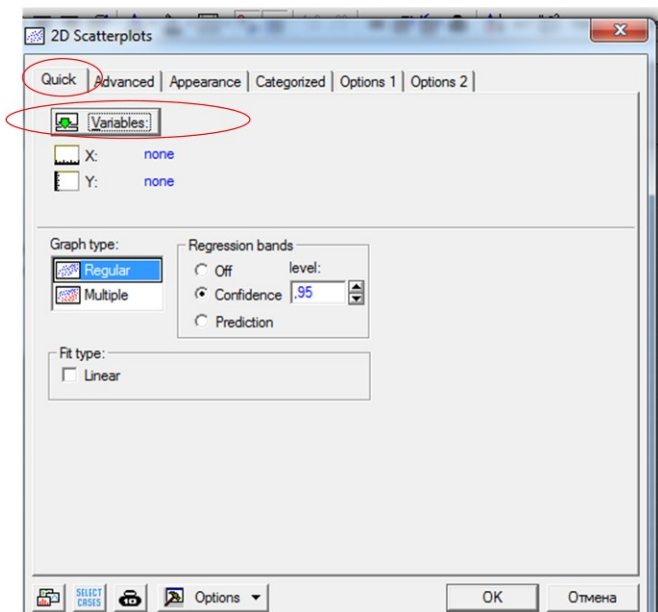 2D Scatterplots
Quick Advanced Appearance Categorized Options 1 Options 2
Variables:
X: none
Y: none
Graph type:
Regular
Multiple
Regression bands
Off level:
Confidence .95
Prediction
Fit type:
Linear
SELECT CASES Options OK Отмена